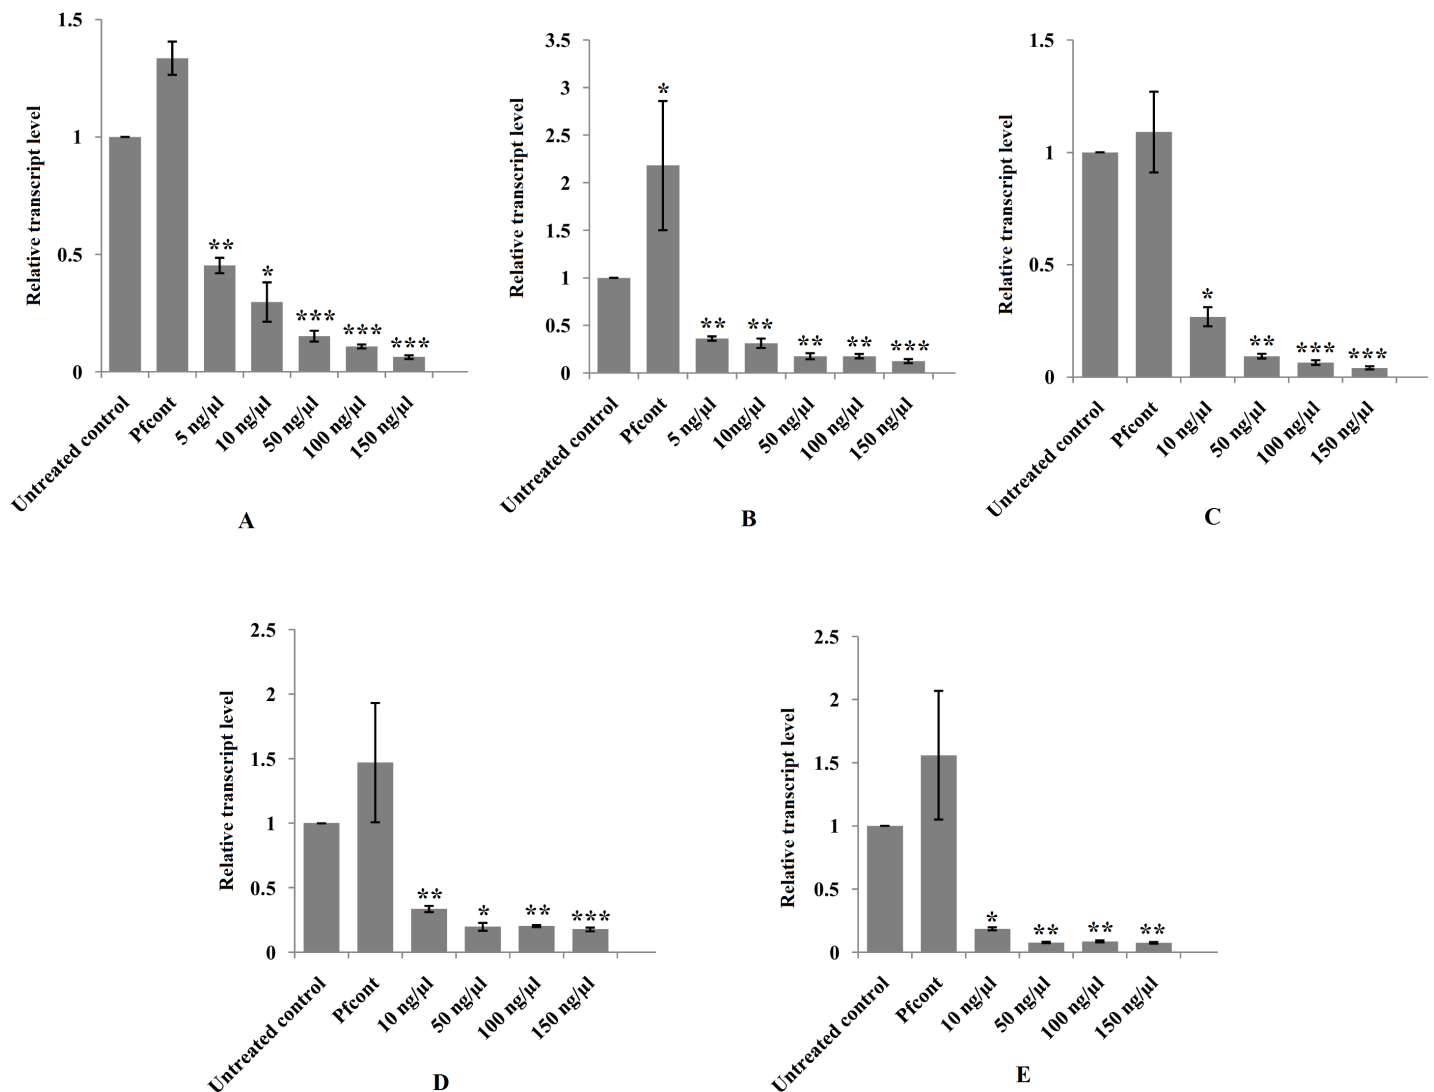 Relative transcript level
1.5
1
0.5
0
**
*
***
***
***
Untreated control
Pfcont
5 ng/µl
10 ng/µl
50 ng/µl
100 ng/µl
150 ng/µl
A
Relative transcript level
3.5
3
2.5
2
1.5
1
0.5
0
*
**
**
**
**
***
Untreated control
Pfcont
5 ng/µl
10ng/µl
50 ng/µl
100 ng/µl
150 ng/µl
B
Relative transcript level
1.5
1
0.5
0
*
**
***
***
Untreated control
Pfcont
10 ng/µl
50 ng/µl
100 ng/µl
150 ng/µl
C
Relative transcript level
2.5
2
1.5
1
0.5
0
**
*
**
***
Untreated control
Pfcont
10 ng/µl
50 ng/µl
100 ng/µl
150 ng/µl
D
Relative transcript level
2.5
2
1.5
1
0.5
0
*
**
**
**
Untreated control
Pfcont
10 ng/µl
50 ng/µl
100 ng/µl
150 ng/µl
E